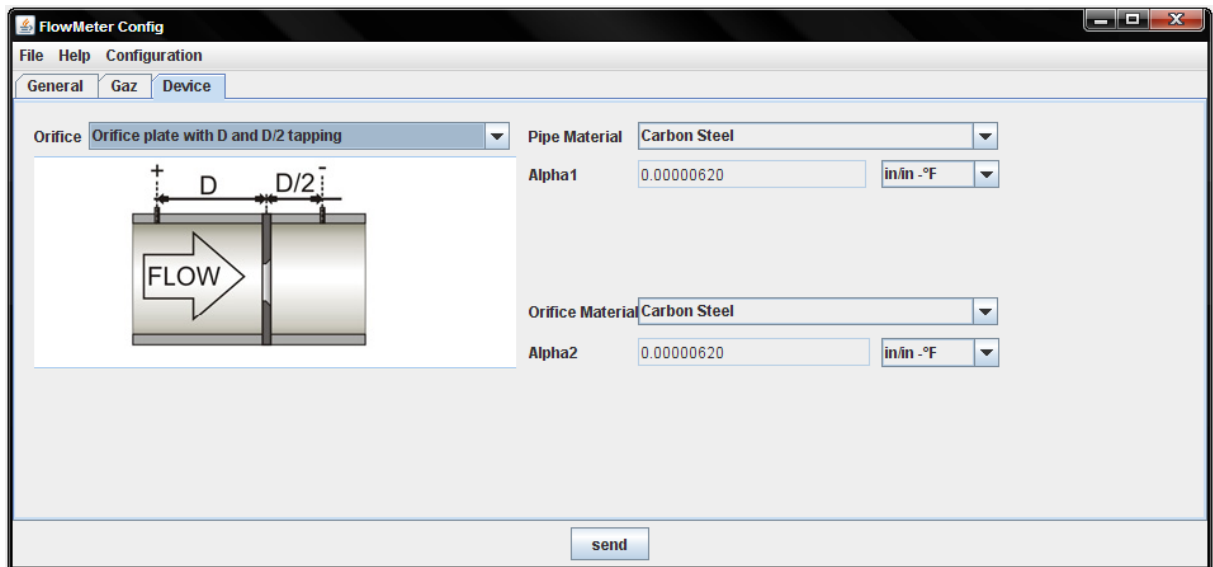 FlowMeter Config
File Help Configuration
General Gaz Device
Orifice Orifice plate with D and D/2 tapping
Pipe Material Carbon Steel
+ D D/2 -
Alpha1 0.00000620 in/in -°F
FLOW
Orifice Material Carbon Steel
Alpha2 0.00000620 in/in -°F
send